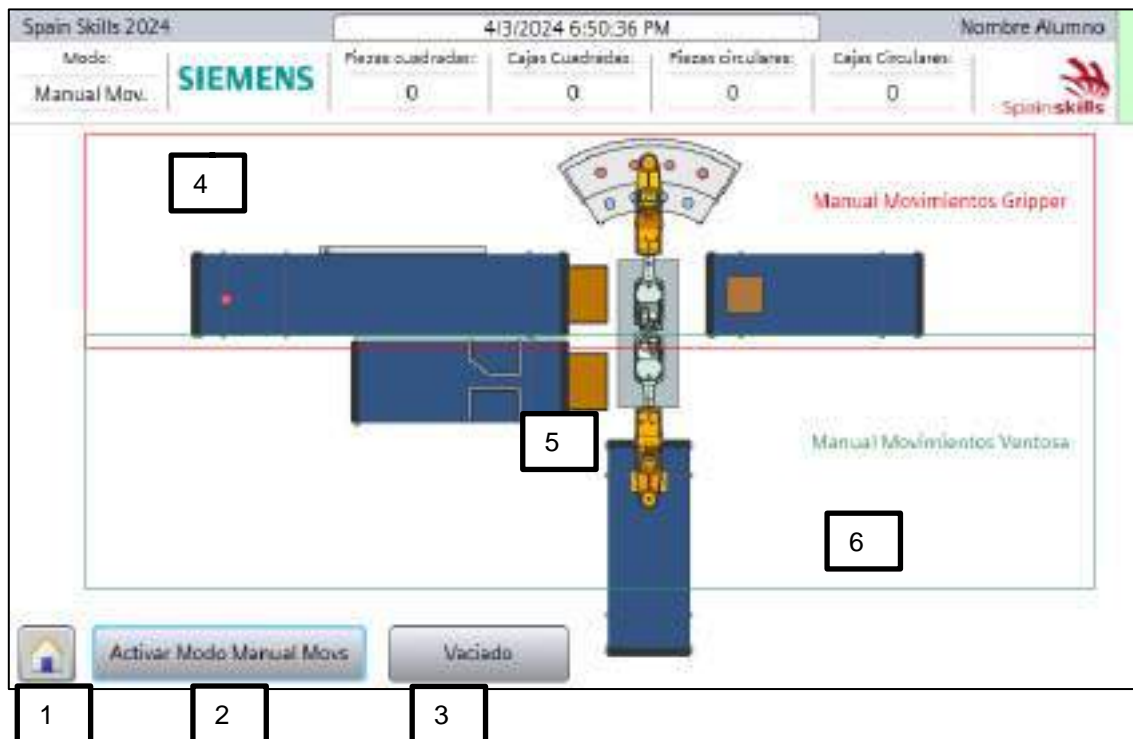 Spain Skills 2024
4/3/2024 6:50:36 PM
Nombre Alumno
Modo:
Manual Mov.
SIEMENS
Piezas cuadradas:
0
Cajas Cuadradas:
0
Piezas circulares:
0
Cajas Circulares:
0
Spainskills
4
Manual Movimientos Gripper
5
Manual Movimientos Ventosa
6
Activar Modo Manual Movs
Vaciado
1
2
3